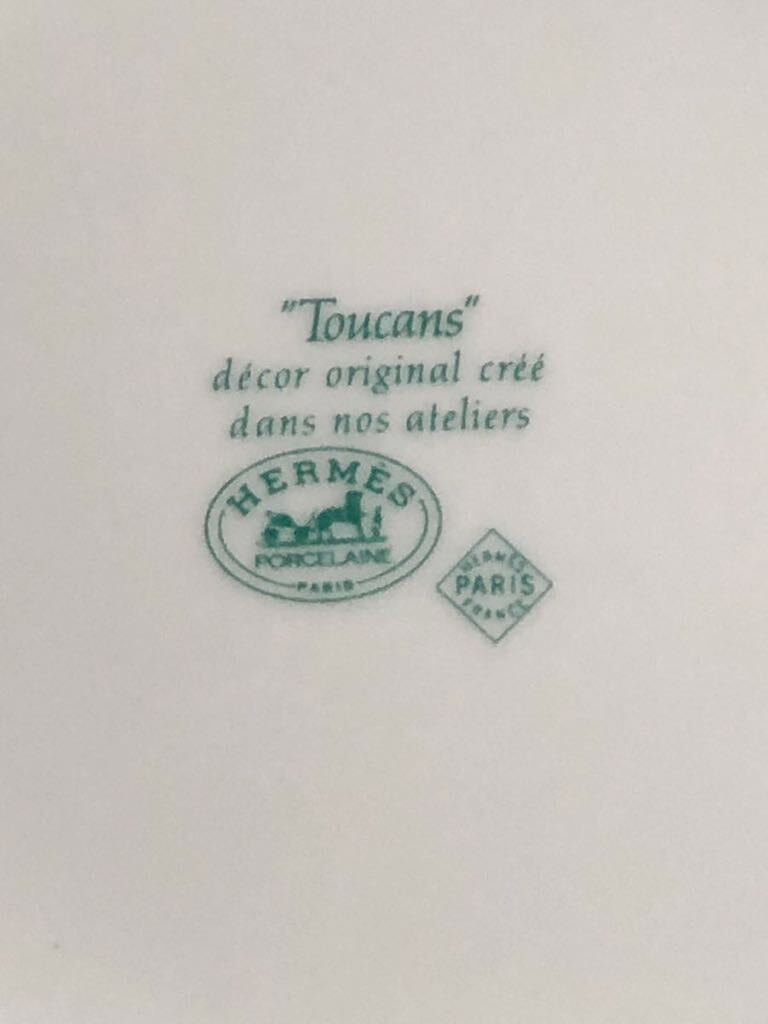 "Toucans"
décor original créé
dans nos ateliers
HERMÈS
PORCELAINE
PARIS
HERMÈS
PARIS
FRANCE